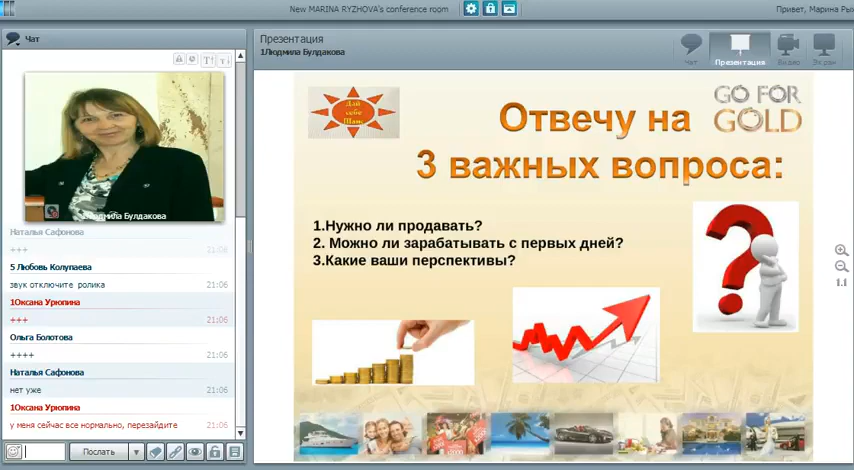 New MARINA RYZHOVA's conference room
Привет, Марина Рыж
Чат
Людмила Булдакова
Наталья Сафонова
+++ 21:06
5 Любовь Колупаева
звук отключите ролика 21:06
1Оксана Урюпина
+++ 21:06
Ольга Болотова
++++ 21:06
Наталья Сафонова
нет уже 21:06
1Оксана Урюпина
у меня сейчас все нормально, перезайдите 21:06
Послать
Презентация
1Людмила Булдакова
Чат
Презентация
Видео
Экран
Дай
себе
Шанс
GO FOR
GOLD
Отвечу на
3 важных вопроса:
1.Нужно ли продавать?
2. Можно ли зарабатывать с первых дней?
3.Какие ваши перспективы?
1:1